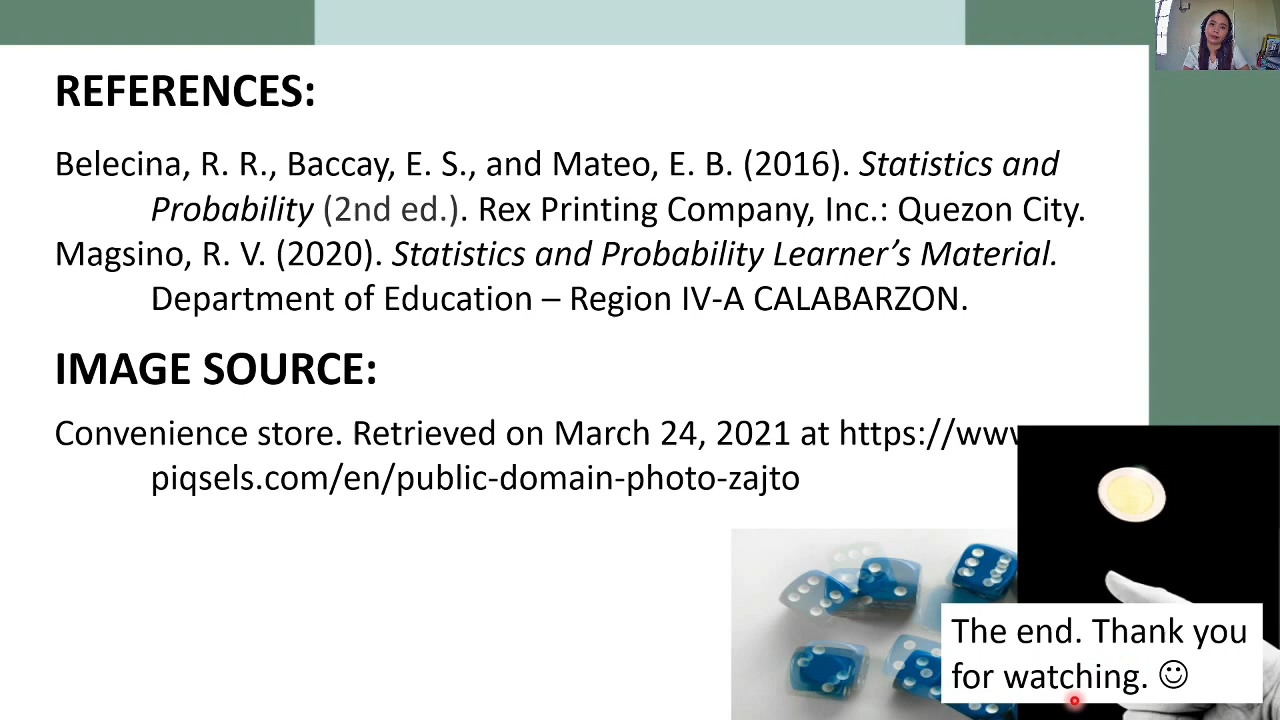 REFERENCES:
Belecina, R. R., Baccay, E. S., and Mateo, E. B. (2016). Statistics and
Probability (2nd ed.). Rex Printing Company, Inc.: Quezon City.
Magsino, R. V. (2020). Statistics and Probability Learner’s Material.
Department of Education – Region IV-A CALABARZON.
IMAGE SOURCE:
Convenience store. Retrieved on March 24, 2021 at https://www
piqsels.com/en/public-domain-photo-zajto
The end. Thank you
for watching. ☺